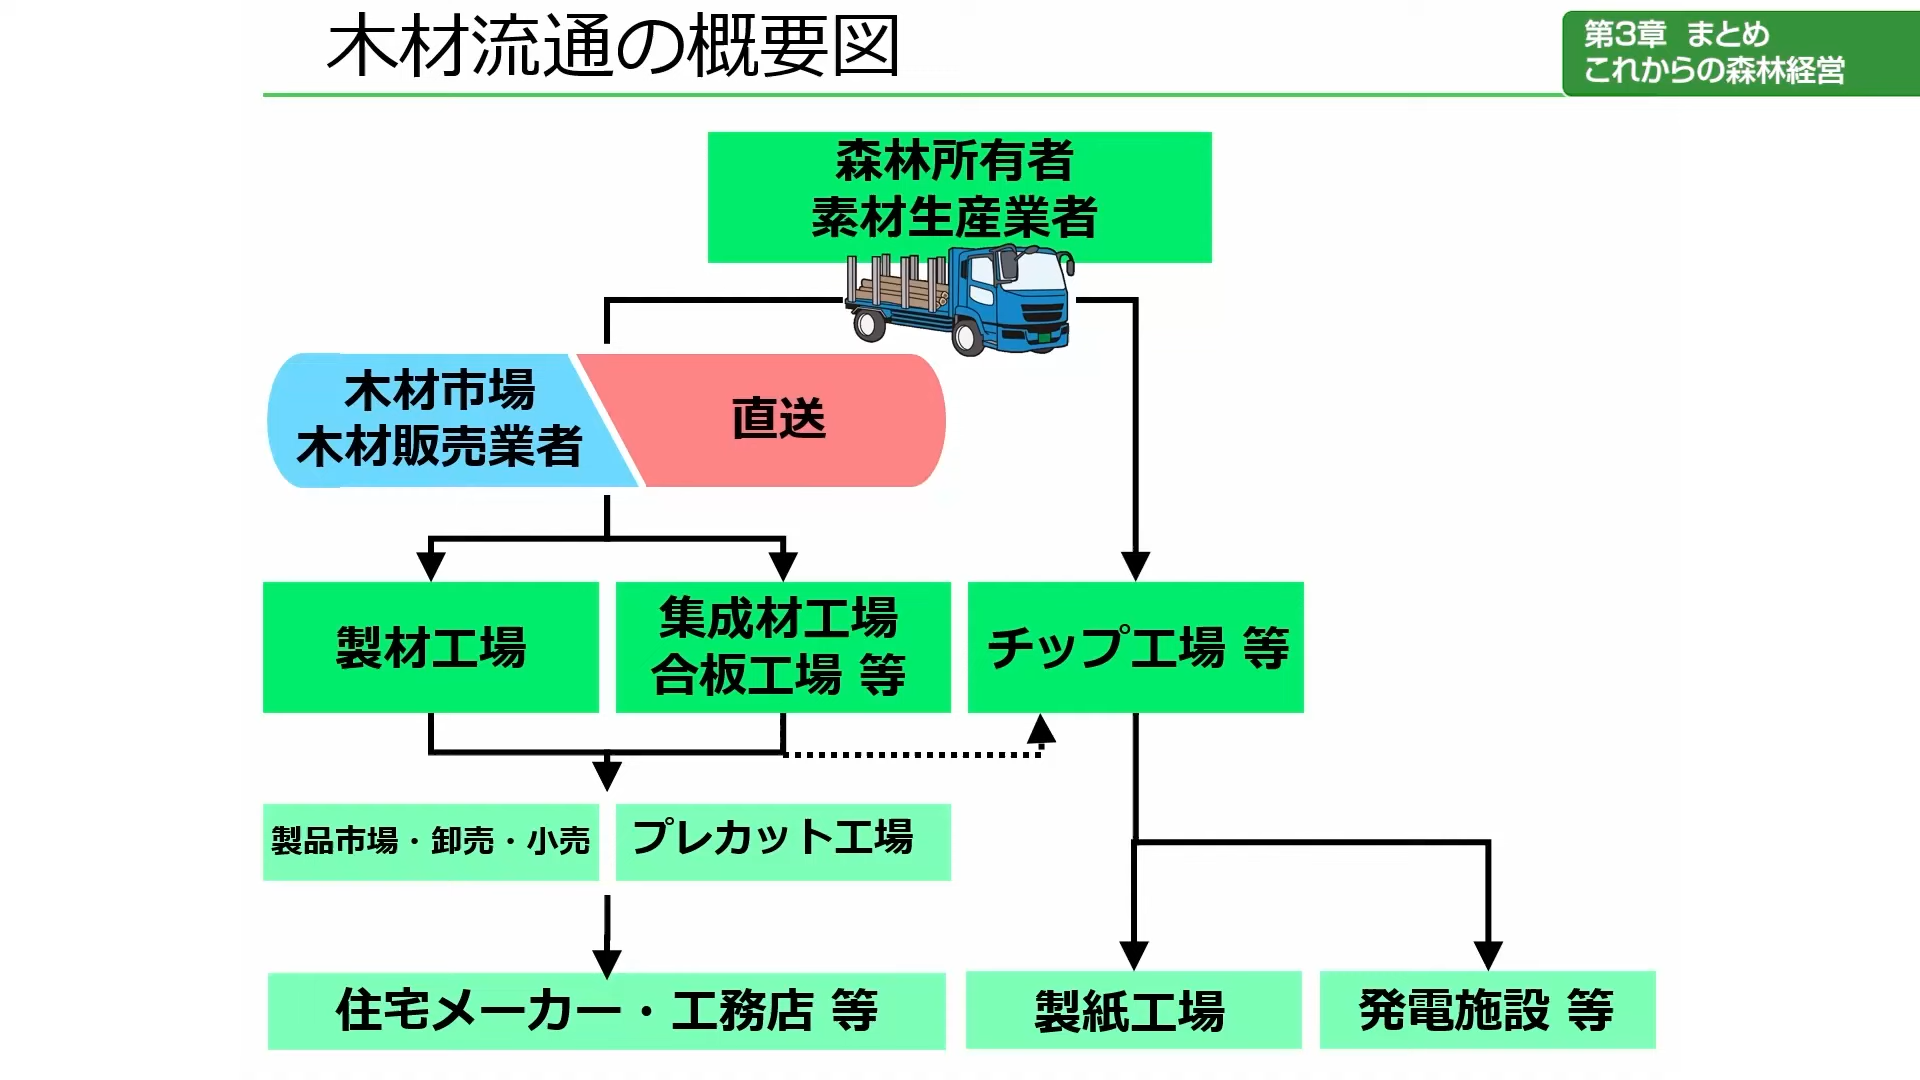 木材流通の概要図
第3章 まとめ
これからの森林経営
森林所有者
素材生産業者
木材市場
木材販売業者
直送
製材工場
集成材工場
合板工場 等
チップ工場 等
製品市場・卸売・小売
プレカット工場
住宅メーカー・工務店 等
製紙工場
発電施設 等